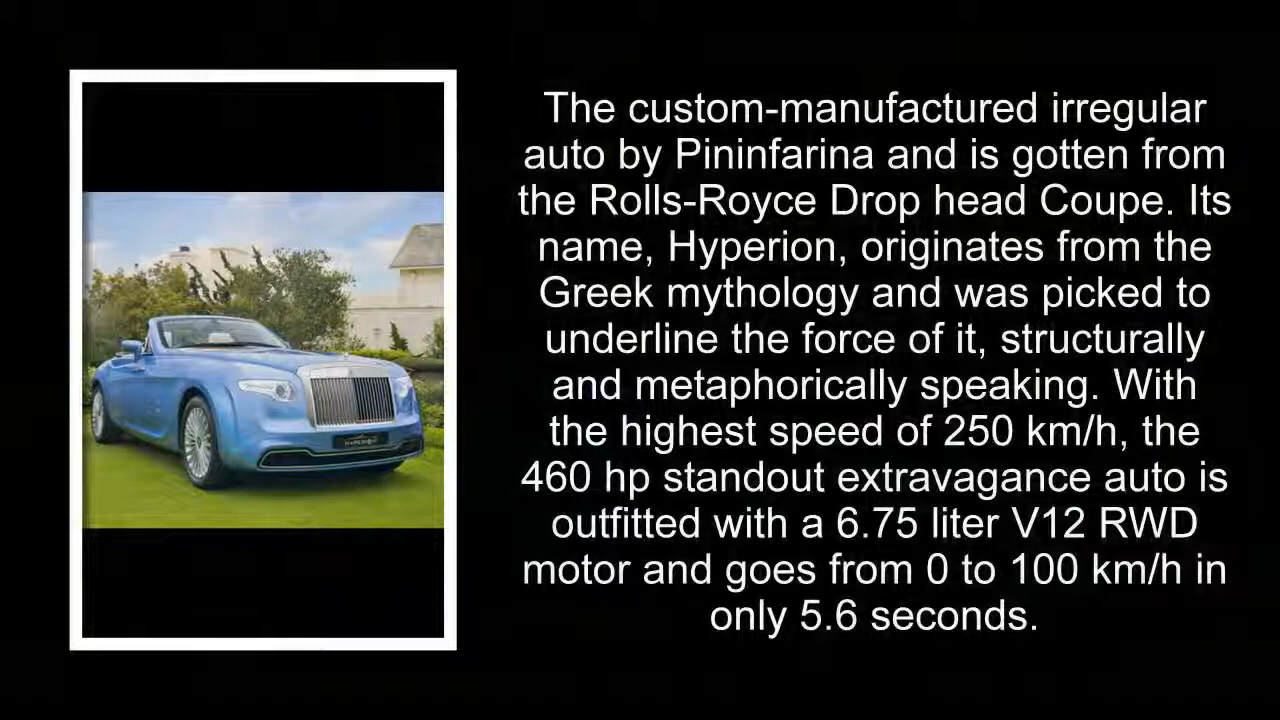 The custom-manufactured irregular
auto by Pininfarina and is gotten from
the Rolls-Royce Drop head Coupe. Its
name, Hyperion, originates from the
Greek mythology and was picked to
underline the force of it, structurally
and metaphorically speaking. With
the highest speed of 250 km/h, the
460 hp standout extravagance auto is
outfitted with a 6.75 liter V12 RWD
motor and goes from 0 to 100 km/h in
only 5.6 seconds.